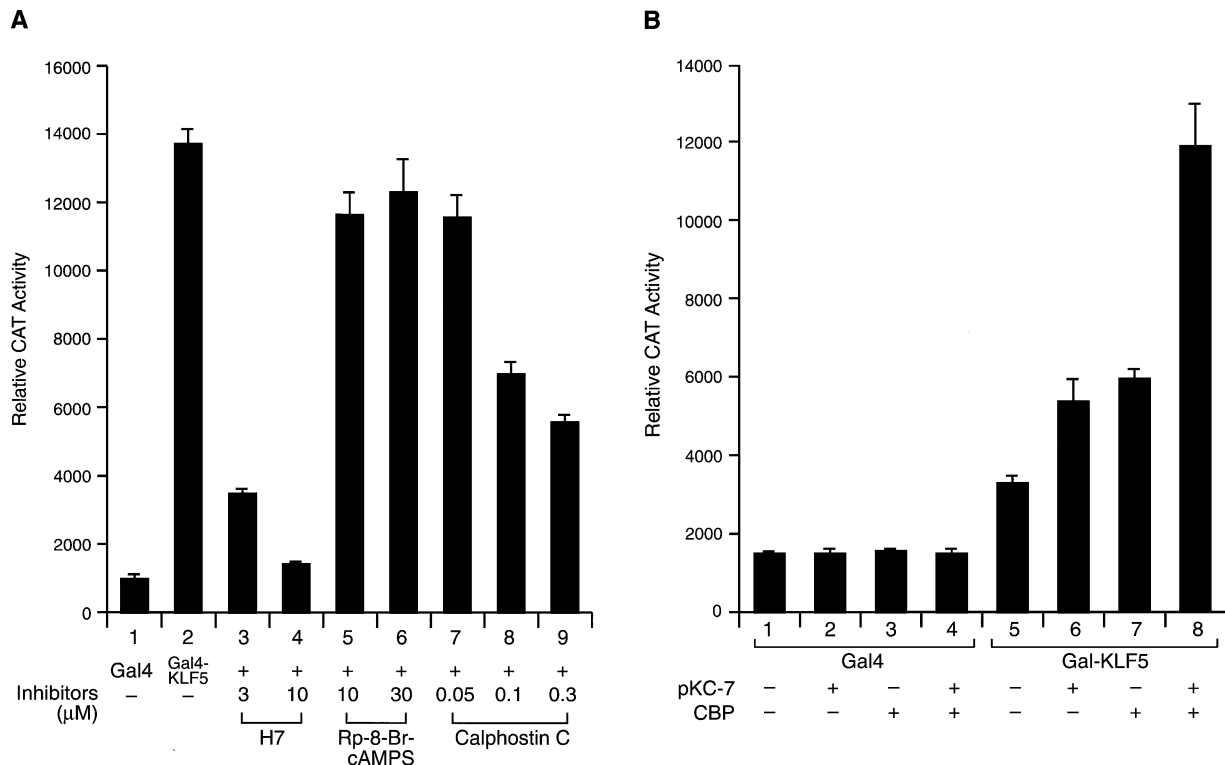 A
16000
14000
12000
10000
8000
6000
4000
2000
0
Relative CAT Activity
1 2 3 4 5 6 7 8 9
Gal4 Gal4-KLF5 + + + + + + +
Inhibitors (μM) – – 3 10 10 30 0.05 0.1 0.3
H7 Rp-8-Br-cAMPS Calphostin C
B
14000
12000
10000
8000
6000
4000
2000
0
Relative CAT Activity
1 2 3 4 5 6 7 8
Gal4 Gal-KLF5
pKC-7 – + – + – + – +
CBP – – + + – – + +